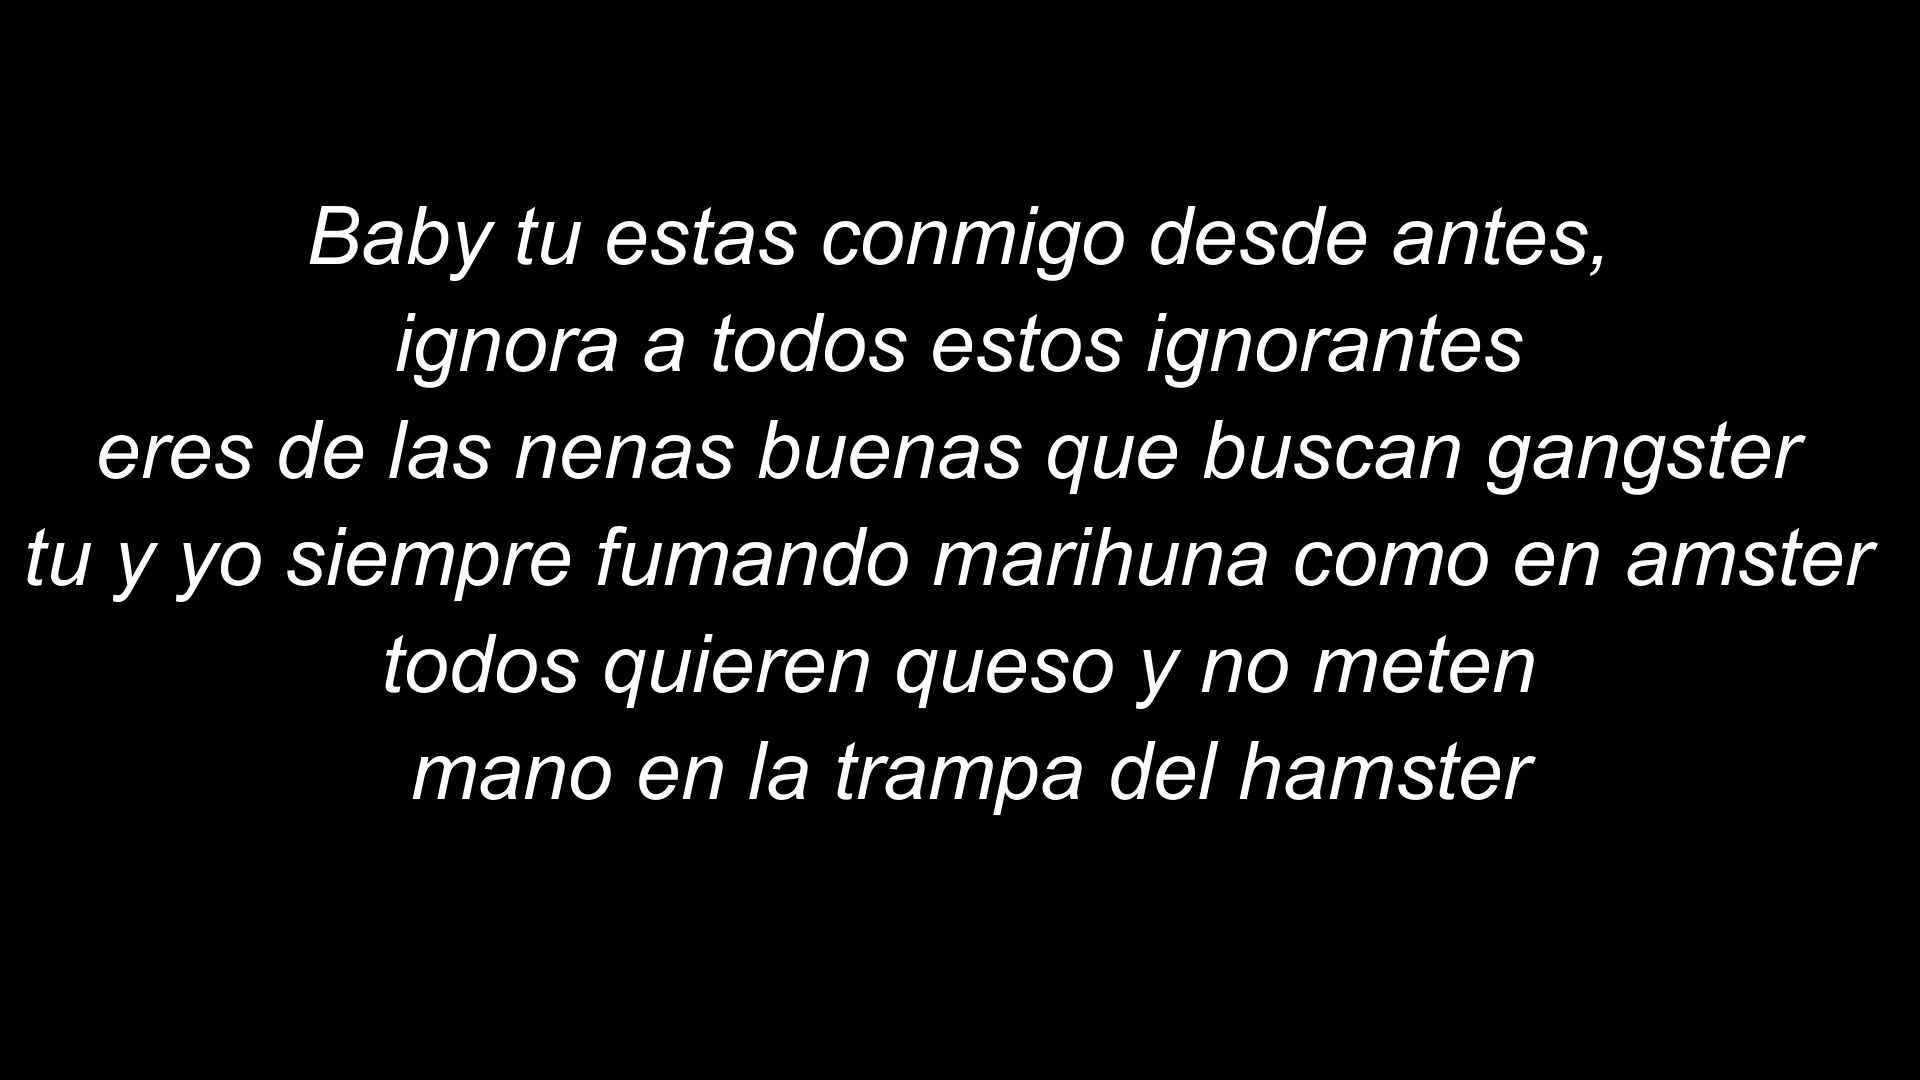 Baby tu estas conmigo desde antes,
ignora a todos estos ignorantes
eres de las nenas buenas que buscan gangster
tu y yo siempre fumando marihuna como en amster
todos quieren queso y no meten
mano en la trampa del hamster